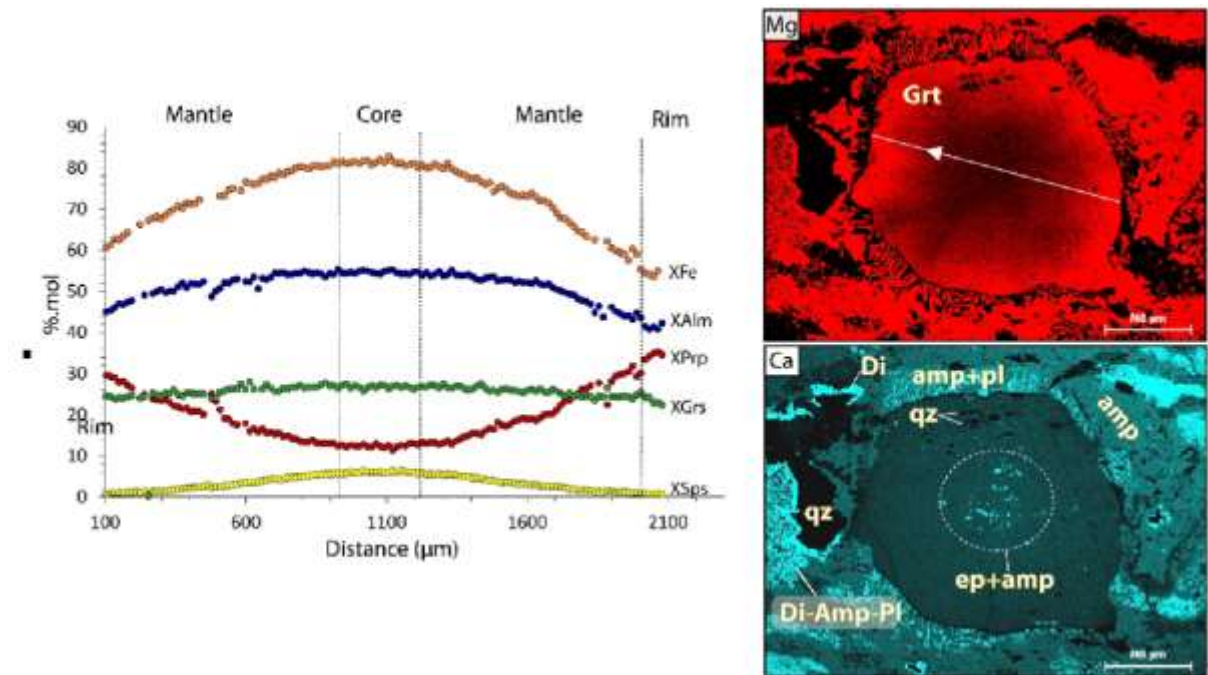 Mantle Core Mantle Rim
90
80
70
60
50
40
30
20
10
0
%.mol
Rim
XFe
XAlm
XPrp
XGrs
XSps
100 600 1100 1600 2100
Distance (µm)
Mg
Grt
Ca
Di
amp+pl
amp
qz
qz
ep+amp
Di-Amp-Pl